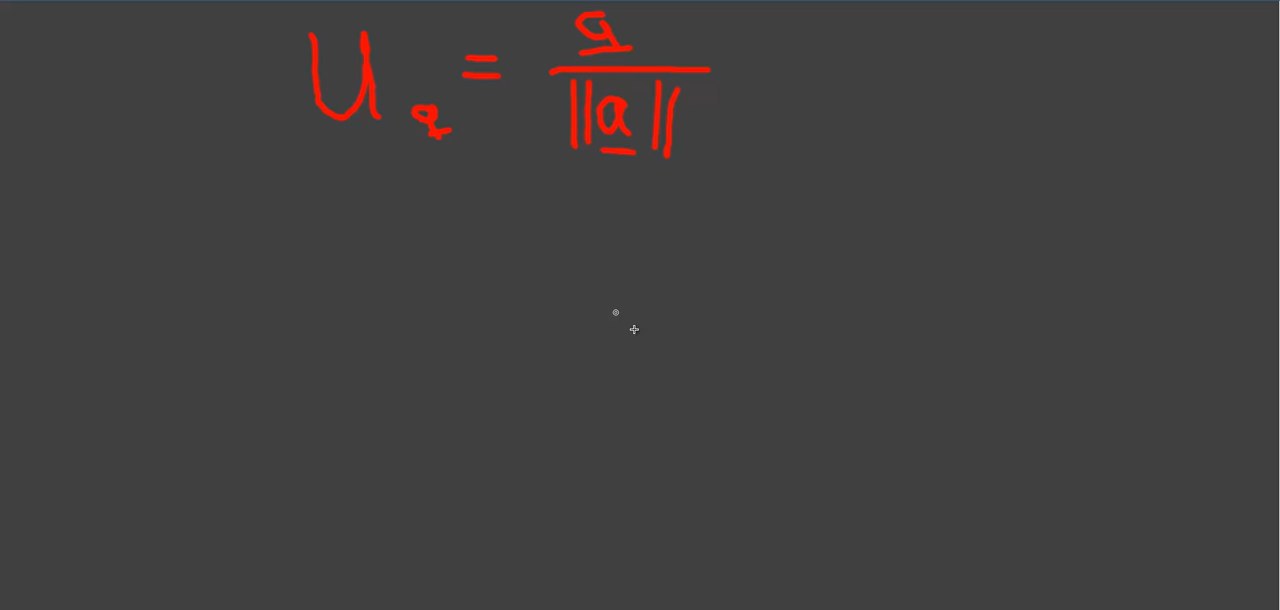 U_a = a / ||a||